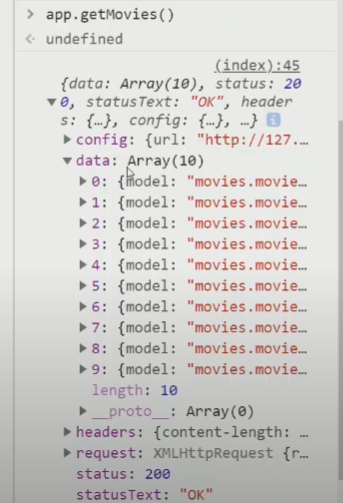 > app.getMovies()
<· undefined
(index):45
{data: Array(10), status: 20
▼0, statusText: "OK", header
s: {…}, config: {…}, …} i
▶config: {url: "http://127.…
▼data: Array(10)
▶0: {model: "movies.movie…
▶1: {model: "movies.movie…
▶2: {model: "movies.movie…
▶3: {model: "movies.movie…
▶4: {model: "movies.movie…
▶5: {model: "movies.movie…
▶6: {model: "movies.movie…
▶7: {model: "movies.movie…
▶8: {model: "movies.movie…
▶9: {model: "movies.movie…
length: 10
▶__proto__: Array(0)
▶headers: {content-length: …
▶request: XMLHttpRequest {r…
status: 200
statusText: "OK"